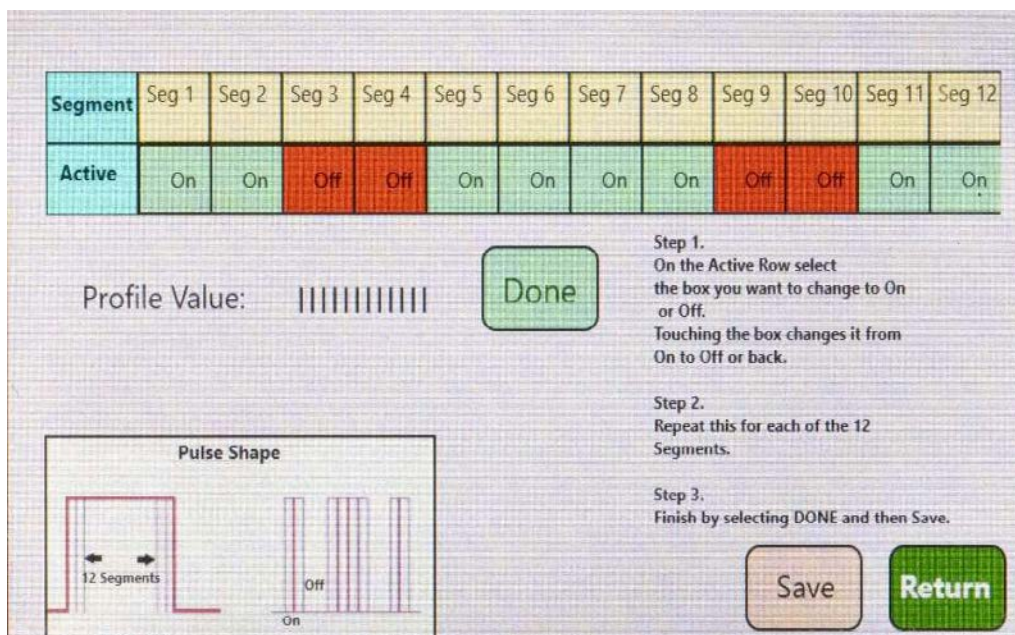 Segment Seg 1 Seg 2 Seg 3 Seg 4 Seg 5 Seg 6 Seg 7 Seg 8 Seg 9 Seg 10 Seg 11 Seg 12
Active On On Off Off On On On On Off Off On On
Profile Value: ||||||||||||
Done
Step 1.
On the Active Row select
the box you want to change to On
or Off.
Touching the box changes it from
On to Off or back.
Step 2.
Repeat this for each of the 12
Segments.
Step 3.
Finish by selecting DONE and then Save.
Pulse Shape
12 Segments
Off
On
Save
Return